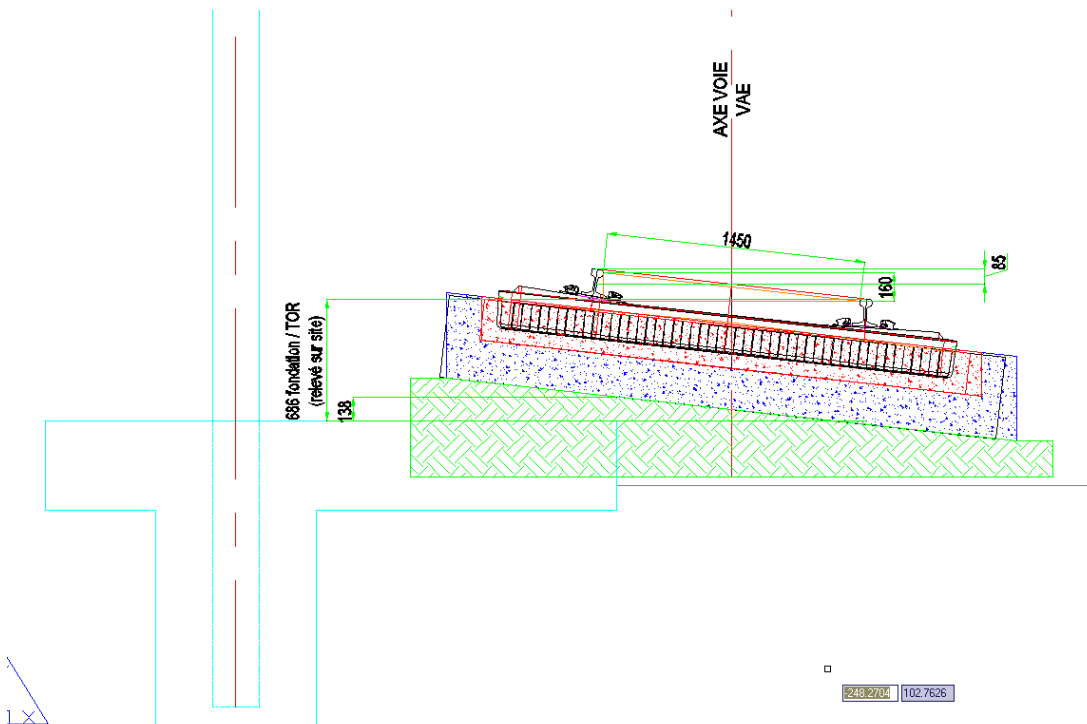 AXE VOIE
VAE
1450
85
160
686 fondation / TOR
(relevé sur site)
138
-248.2704
102.7626
X